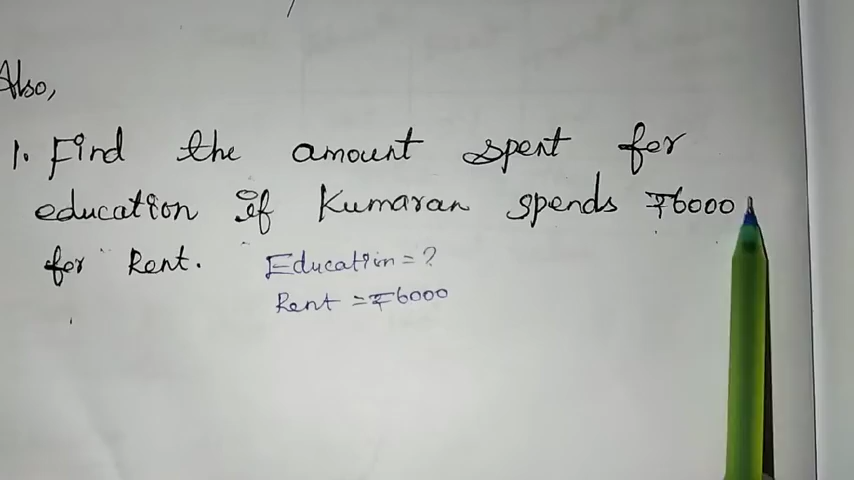 Also,
1. Find the amount spent for
education if Kumaran spends ₹6000
for Rent.
Education = ?
Rent = ₹6000